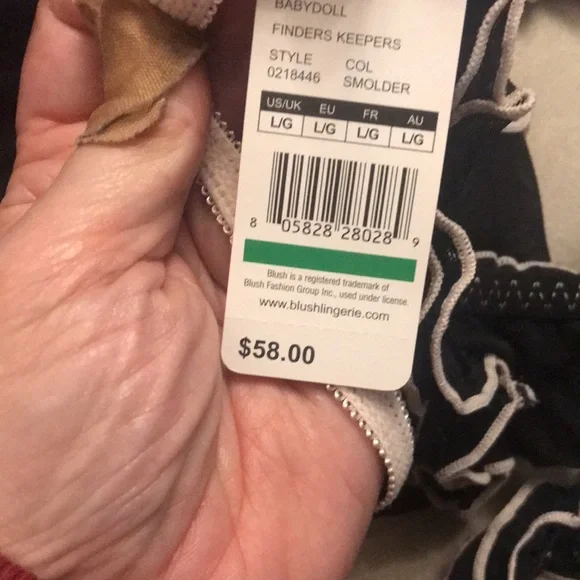 BABYDOLL
FINDERS KEEPERS
STYLE COL
0218446 SMOLDER
US/UK EU FR AU
L/G L/G L/G L/G
8 05828 28028 9
Blush is a registered trademark of
Blush Fashion Group Inc., used under license.
www.blushlingerie.com
$58.00